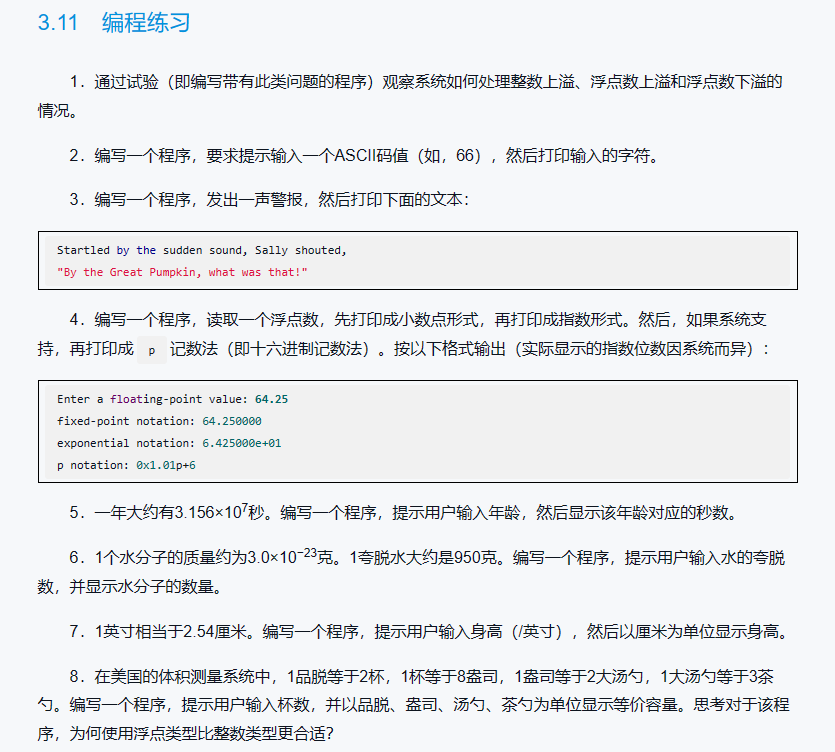 3.11 编程练习
1．通过试验（即编写带有此类问题的程序）观察系统如何处理整数上溢、浮点数上溢和浮点数下溢的
情况。
2．编写一个程序，要求提示输入一个ASCII码值（如，66），然后打印输入的字符。
3．编写一个程序，发出一声警报，然后打印下面的文本：
Startled by the sudden sound, Sally shouted,
"By the Great Pumpkin, what was that!"
4．编写一个程序，读取一个浮点数，先打印成小数点形式，再打印成指数形式。然后，如果系统支
持，再打印成 p 记数法（即十六进制记数法）。按以下格式输出（实际显示的指数位数因系统而异）：
Enter a floating-point value: 64.25
fixed-point notation: 64.250000
exponential notation: 6.425000e+01
p notation: 0x1.01p+6
5．一年大约有3.156×10⁷秒。编写一个程序，提示用户输入年龄，然后显示该年龄对应的秒数。
6．1个水分子的质量约为3.0×10⁻²³克。1夸脱水大约是950克。编写一个程序，提示用户输入水的夸脱
数，并显示水分子的数量。
7．1英寸相当于2.54厘米。编写一个程序，提示用户输入身高（/英寸），然后以厘米为单位显示身高。
8．在美国的体积测量系统中，1品脱等于2杯，1杯等于8盎司，1盎司等于2大汤勺，1大汤勺等于3茶
勺。编写一个程序，提示用户输入杯数，并以品脱、盎司、汤勺、茶勺为单位显示等价容量。思考对于该程
序，为何使用浮点类型比整数类型更合适？